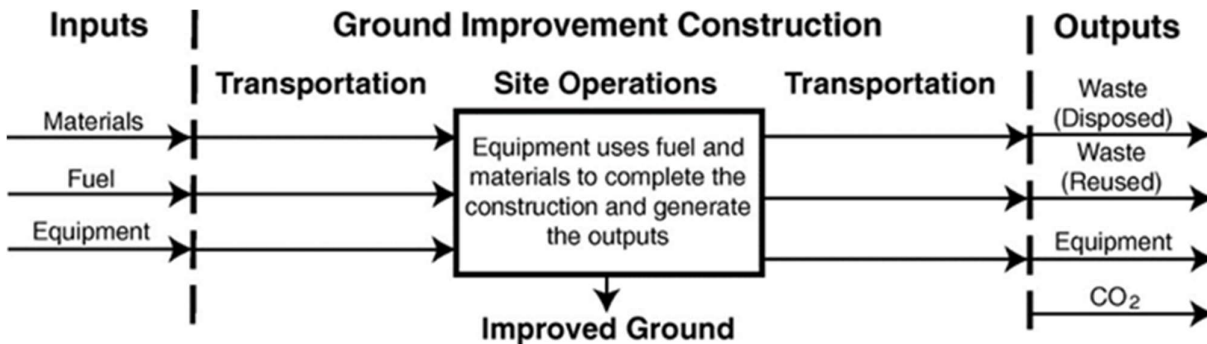 Inputs
Ground Improvement Construction
Outputs
Transportation
Site Operations
Transportation
Materials
Fuel
Equipment
Equipment uses fuel and
materials to complete the
construction and generate
the outputs
Improved Ground
Waste
(Disposed)
Waste
(Reused)
Equipment
CO₂